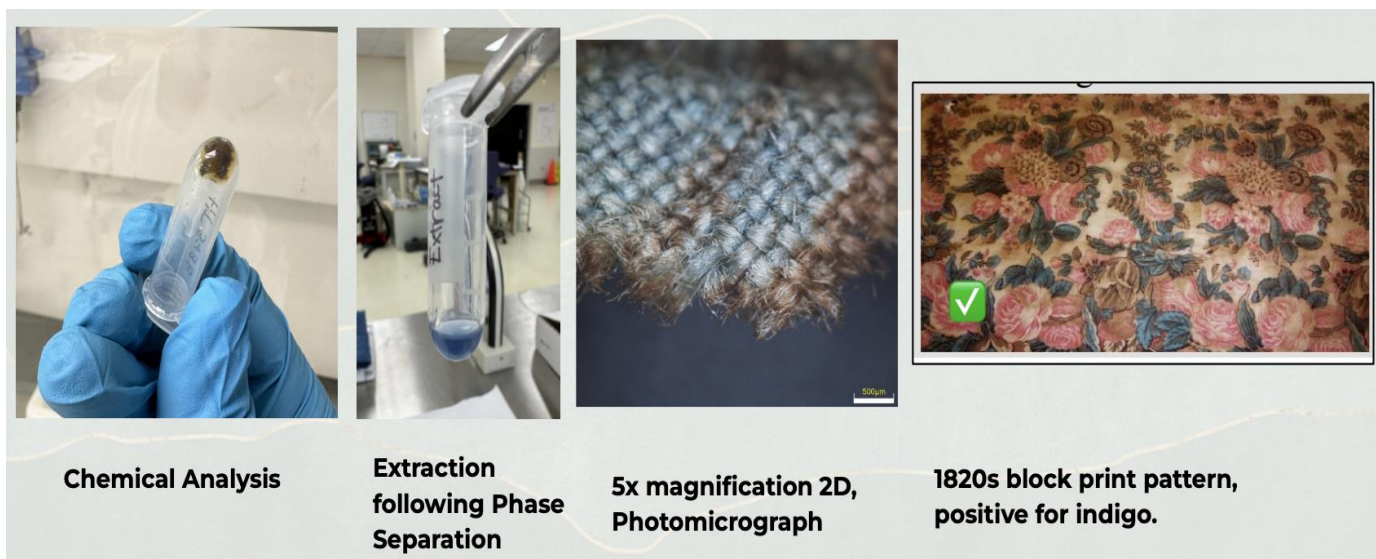 Extract
500μm
Chemical Analysis
Extraction
following Phase
Separation
5x magnification 2D,
Photomicrograph
1820s block print pattern,
positive for indigo.